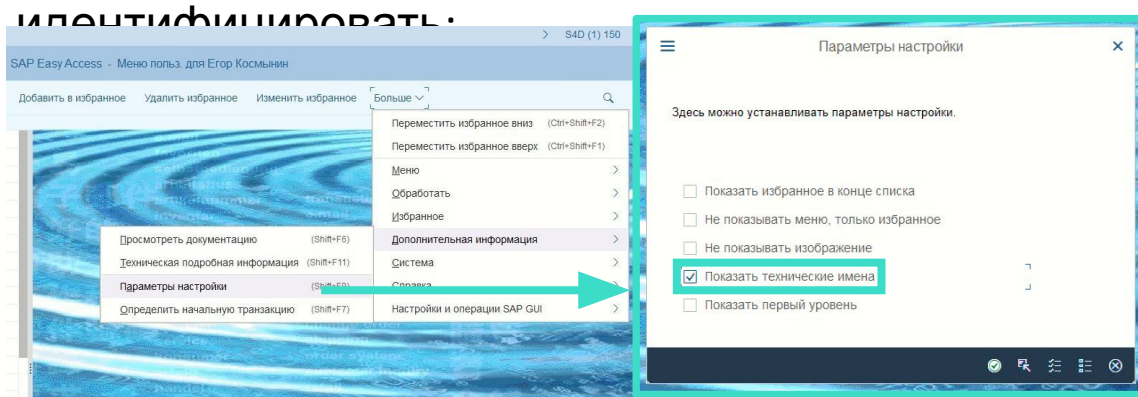 идентифицировать:
S4D (1) 150
SAP Easy Access - Меню польз. для Егор Космынин
Добавить в избранное Удалить избранное Изменить избранное Больше
Переместить избранное вниз (Ctrl+Shift+F2)
Переместить избранное вверх (Ctrl+Shift+F1)
Меню
Обработать
Избранное
Дополнительная информация
Система
Справка
Настройки и операции SAP GUI
Просмотреть документацию (Shift+F6)
Техническая подробная информация (Shift+F11)
Параметры настройки (Shift+F9)
Определить начальную транзакцию (Shift+F7)
Параметры настройки
Здесь можно устанавливать параметры настройки.
Показать избранное в конце списка
Не показывать меню, только избранное
Не показывать изображение
Показать технические имена
Показать первый уровень